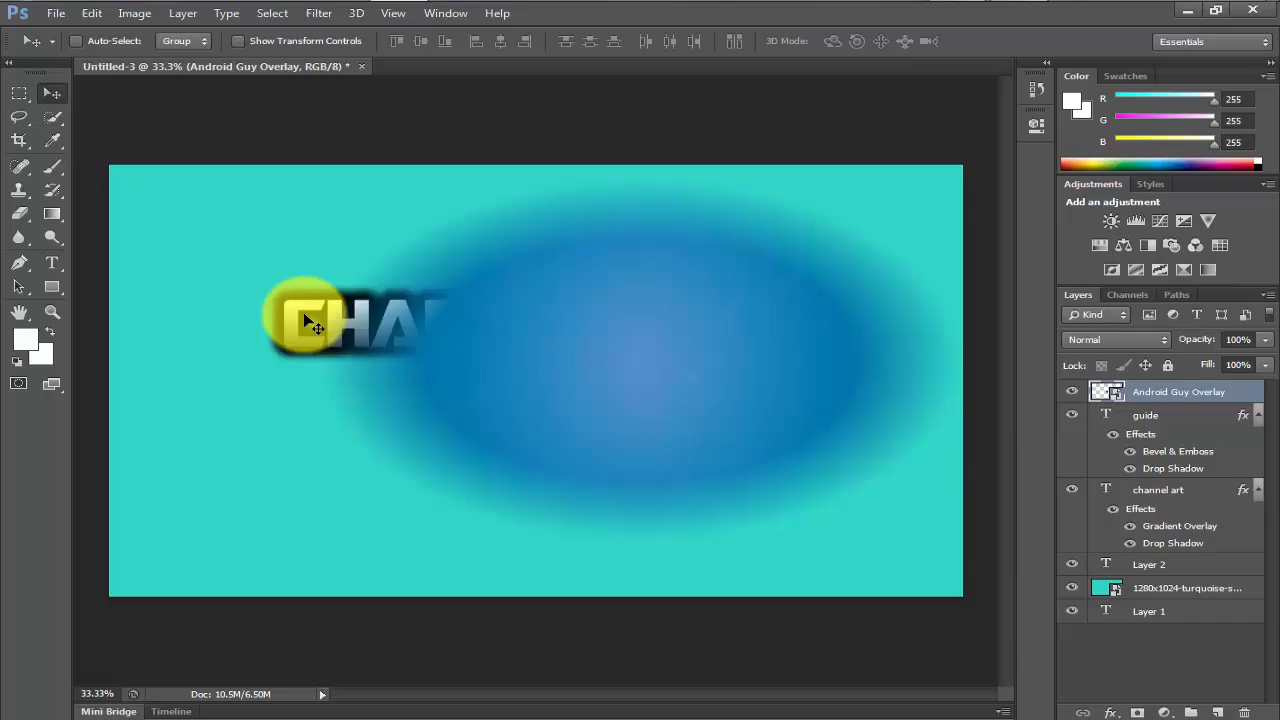 Ps File Edit Image Layer Type Select Filter 3D View Window Help
Auto-Select: Group Show Transform Controls 3D Mode: Essentials
Untitled-3 @ 33.3% (Android Guy Overlay, RGB/8) * ×
Color Swatches
R 255
G 255
B 255
Adjustments Styles
Add an adjustment
CHA
Layers Channels Paths
Kind
Normal Opacity: 100%
Lock: Fill: 100%
Android Guy Overlay
T guide fx
Effects
Bevel & Emboss
Drop Shadow
T channel art fx
Effects
Gradient Overlay
Drop Shadow
T Layer 2
1280x1024-turquoise-s...
T Layer 1
33.33% Doc: 10.5M/6.50M
Mini Bridge Timeline